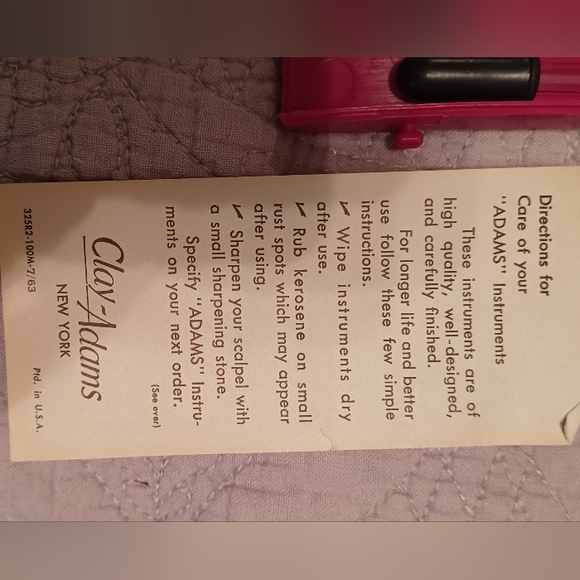 Directions for
Care of your
"ADAMS" Instruments
These instruments are of
high quality, well-designed,
and carefully finished.
For longer life and better
use follow these few simple
instructions.
✓ Wipe instruments dry
after use.
✓ Rub kerosene on small
rust spots which may appear
after using.
✓ Sharpen your scalpel with
a small sharpening stone.
Specify "ADAMS" Instru-
ments on your next order.
(See over)
Clay-Adams
NEW YORK
325R2-100M-7/63
Ptd. in U.S.A.